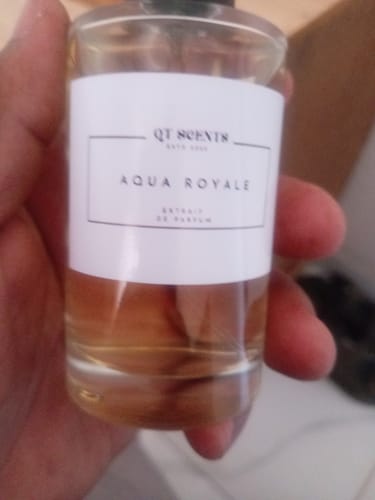 QT SCENTS
AQUA ROYALE
EXTRAIT
DE PARFUM